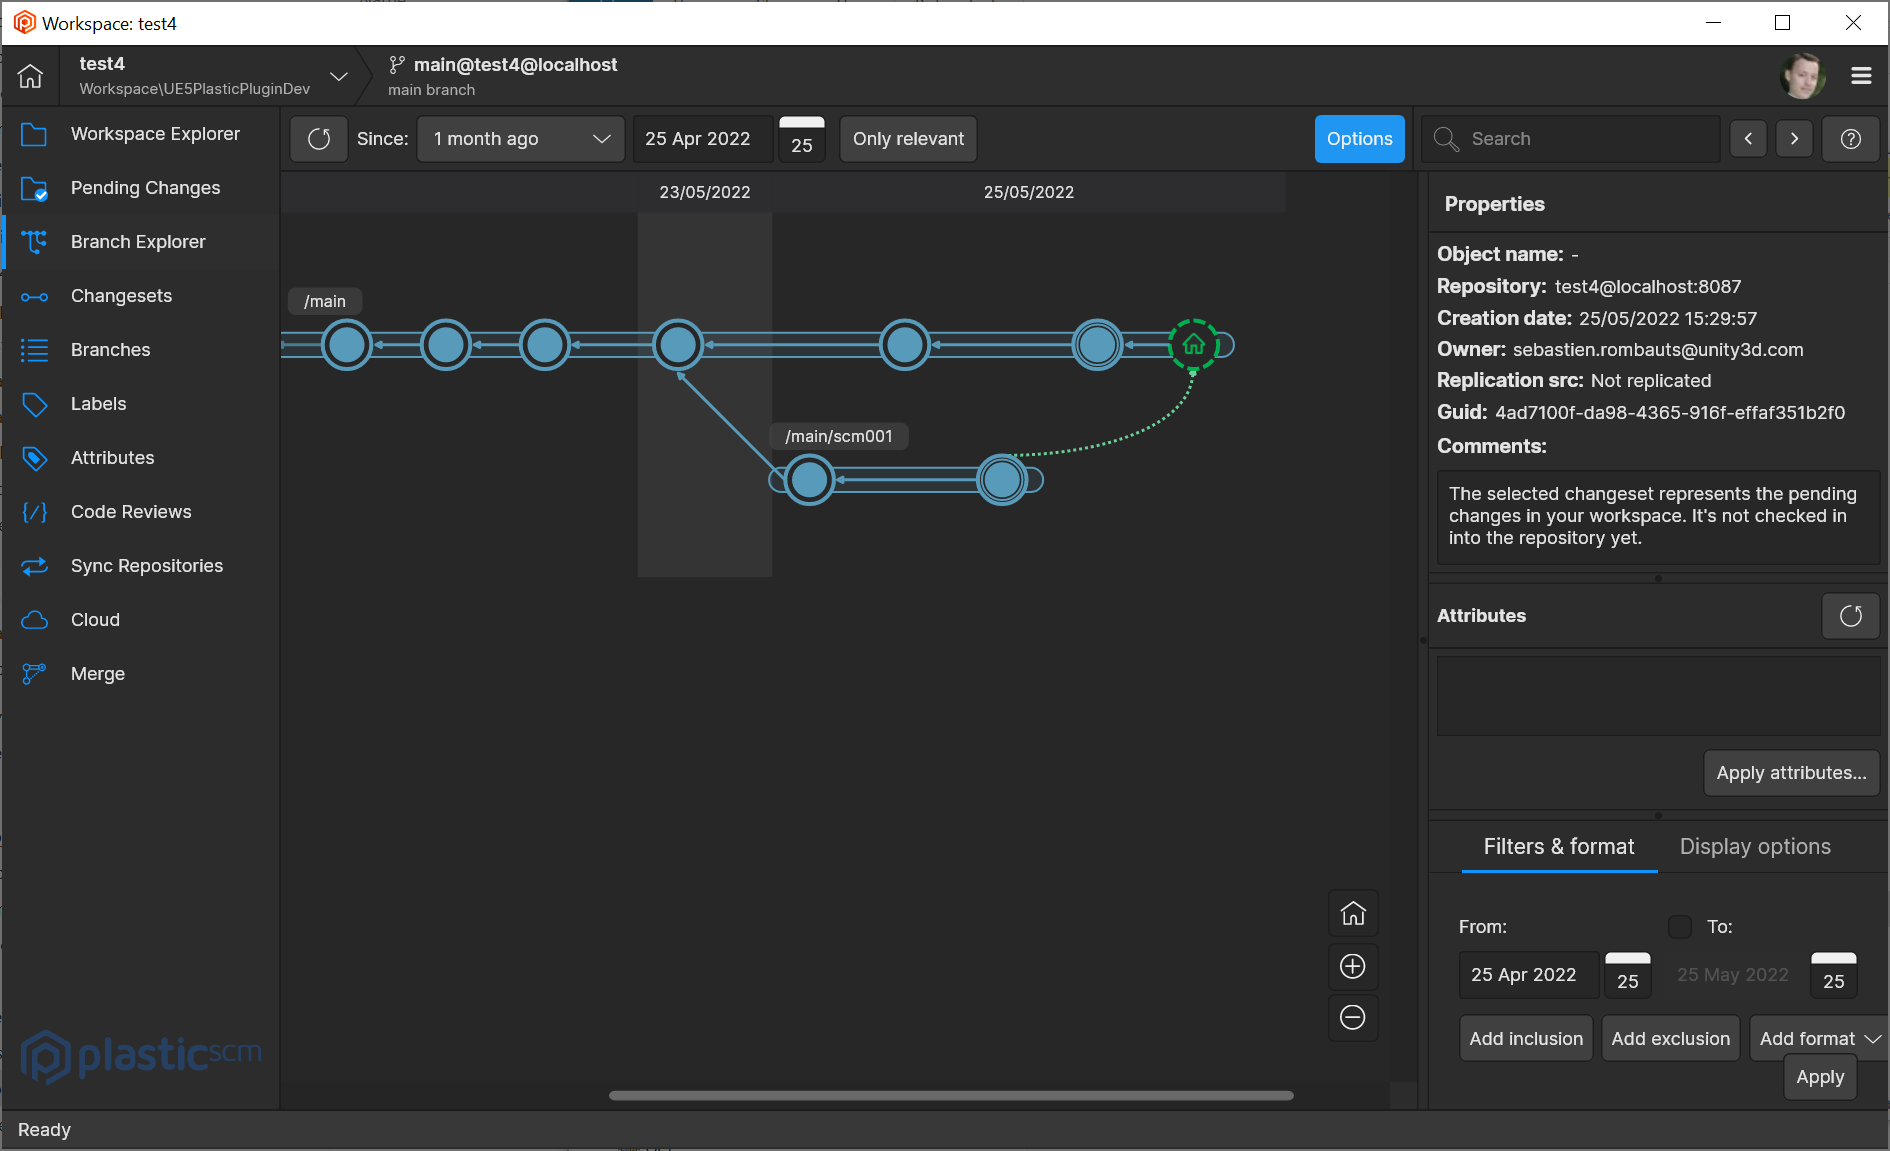 Workspace: test4
test4
Workspace\UE5PlasticPluginDev
main@test4@localhost
main branch
Workspace Explorer
Pending Changes
Branch Explorer
Changesets
Branches
Labels
Attributes
Code Reviews
Sync Repositories
Cloud
Merge
plasticscm
Since: 1 month ago 25 Apr 2022 25 Only relevant Options
Search
23/05/2022 25/05/2022
/main
/main/scm001
Properties
Object name: -
Repository: test4@localhost:8087
Creation date: 25/05/2022 15:29:57
Owner: sebastien.rombauts@unity3d.com
Replication src: Not replicated
Guid: 4ad7100f-da98-4365-916f-effaf351b2f0
Comments:
The selected changeset represents the pending
changes in your workspace. It's not checked in
into the repository yet.
Attributes
Apply attributes...
Filters & format Display options
From: To:
25 Apr 2022 25 25 May 2022 25
Add inclusion Add exclusion Add format
Apply
Ready